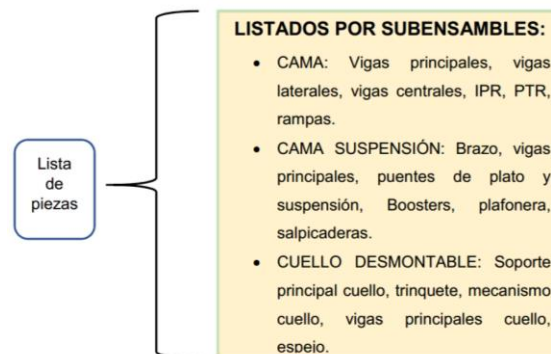 Lista
de
piezas
LISTADOS POR SUBENSAMBLES:
• CAMA: Vigas principales, vigas
laterales, vigas centrales, IPR, PTR,
rampas.
• CAMA SUSPENSIÓN: Brazo, vigas
principales, puentes de plato y
suspensión, Boosters, plafonera,
salpicaderas.
• CUELLO DESMONTABLE: Soporte
principal cuello, trinquete, mecanismo
cuello, vigas principales cuello,
espejo.